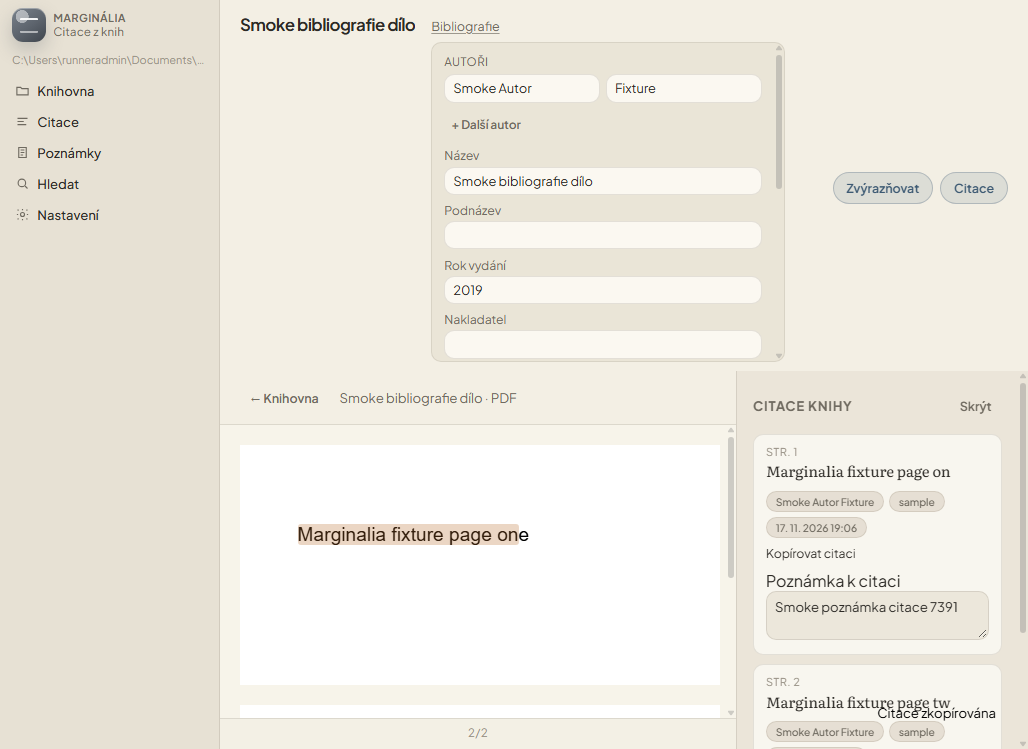 MARGINÁLIA
Citace z knih
C:\Users\runneradmin\Documents\...
Knihovna
Citace
Poznámky
Hledat
Nastavení
Smoke bibliografie dílo
Bibliografie
AUTOŘI
Smoke Autor
Fixture
+ Další autor
Název
Smoke bibliografie dílo
Podnázev
Rok vydání
2019
Nakladatel
Zvýrazňovat
Citace
← Knihovna
Smoke bibliografie dílo · PDF
Marginalia fixture page one
2/2
CITACE KNIHY
Skrýt
STR. 1
Marginalia fixture page on
Smoke Autor Fixture
sample
17. 11. 2026 19:06
Kopírovat citaci
Poznámka k citaci
Smoke poznámka citace 7391
STR. 2
Marginalia fixture page tw
Citace zkopírována
Smoke Autor Fixture
sample